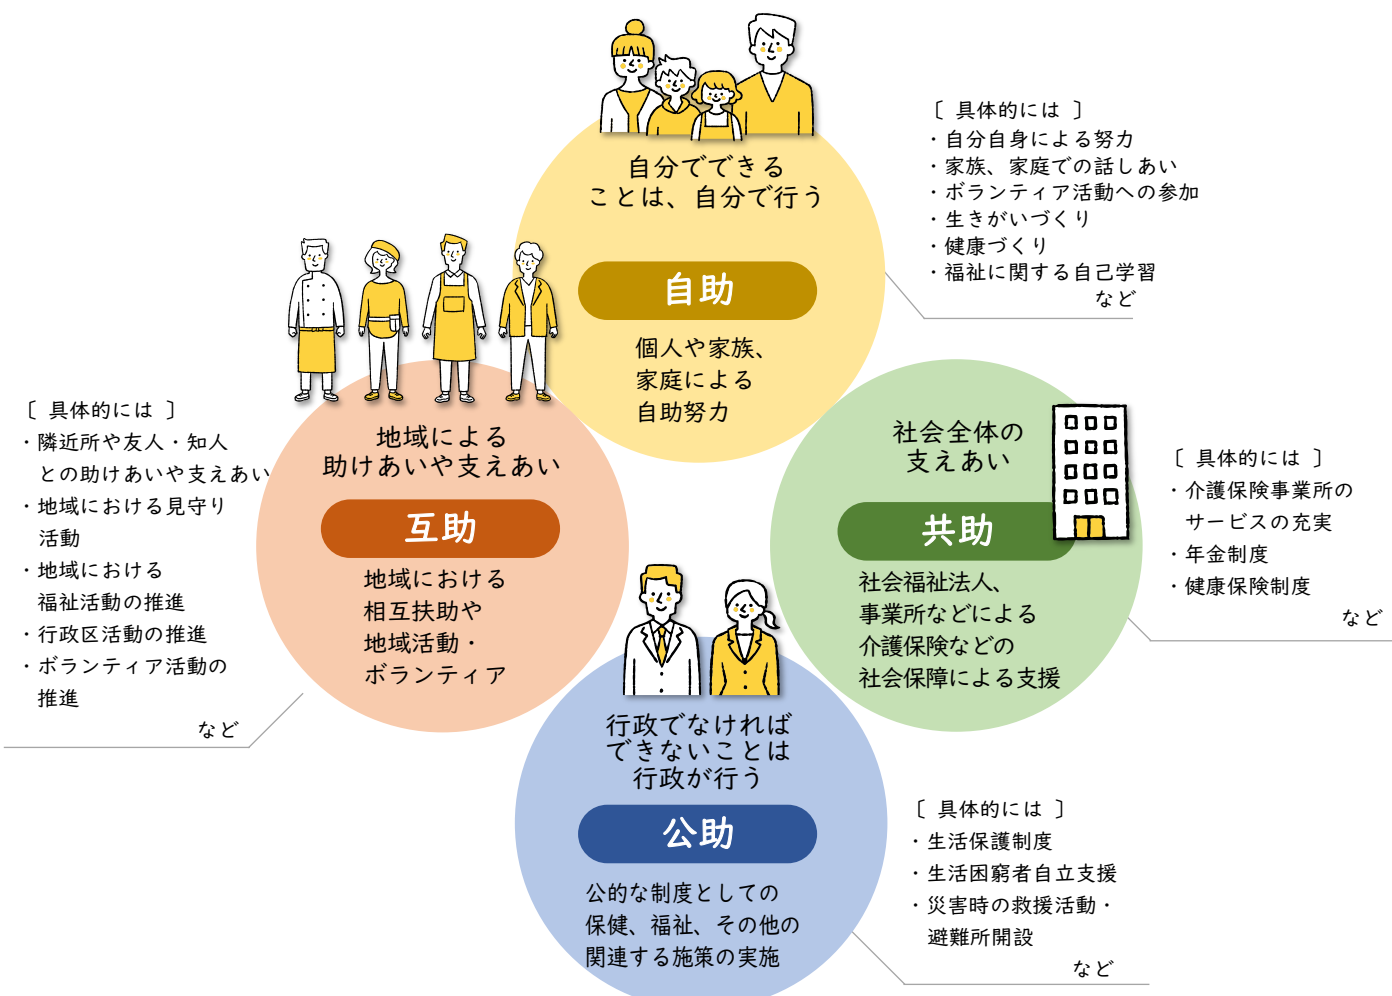 自分でできる
ことは、自分で行う
自助
個人や家族、
家庭による
自助努力
〔 具体的には 〕
・自分自身による努力
・家族、家庭での話しあい
・ボランティア活動への参加
・生きがいづくり
・健康づくり
・福祉に関する自己学習
など
地域による
助けあいや支えあい
互助
地域における
相互扶助や
地域活動・
ボランティア
〔 具体的には 〕
・隣近所や友人・知人
との助けあいや支えあい
・地域における見守り
活動
・地域における
福祉活動の推進
・行政区活動の推進
・ボランティア活動の
推進
など
社会全体の
支えあい
共助
社会福祉法人、
事業所などによる
介護保険などの
社会保障による支援
〔 具体的には 〕
・介護保険事業所の
サービスの充実
・年金制度
・健康保険制度
など
行政でなければ
できないことは
行政が行う
公助
公的な制度としての
保健、福祉、その他の
関連する施策の実施
〔 具体的には 〕
・生活保護制度
・生活困窮者自立支援
・災害時の救援活動・
避難所開設
など